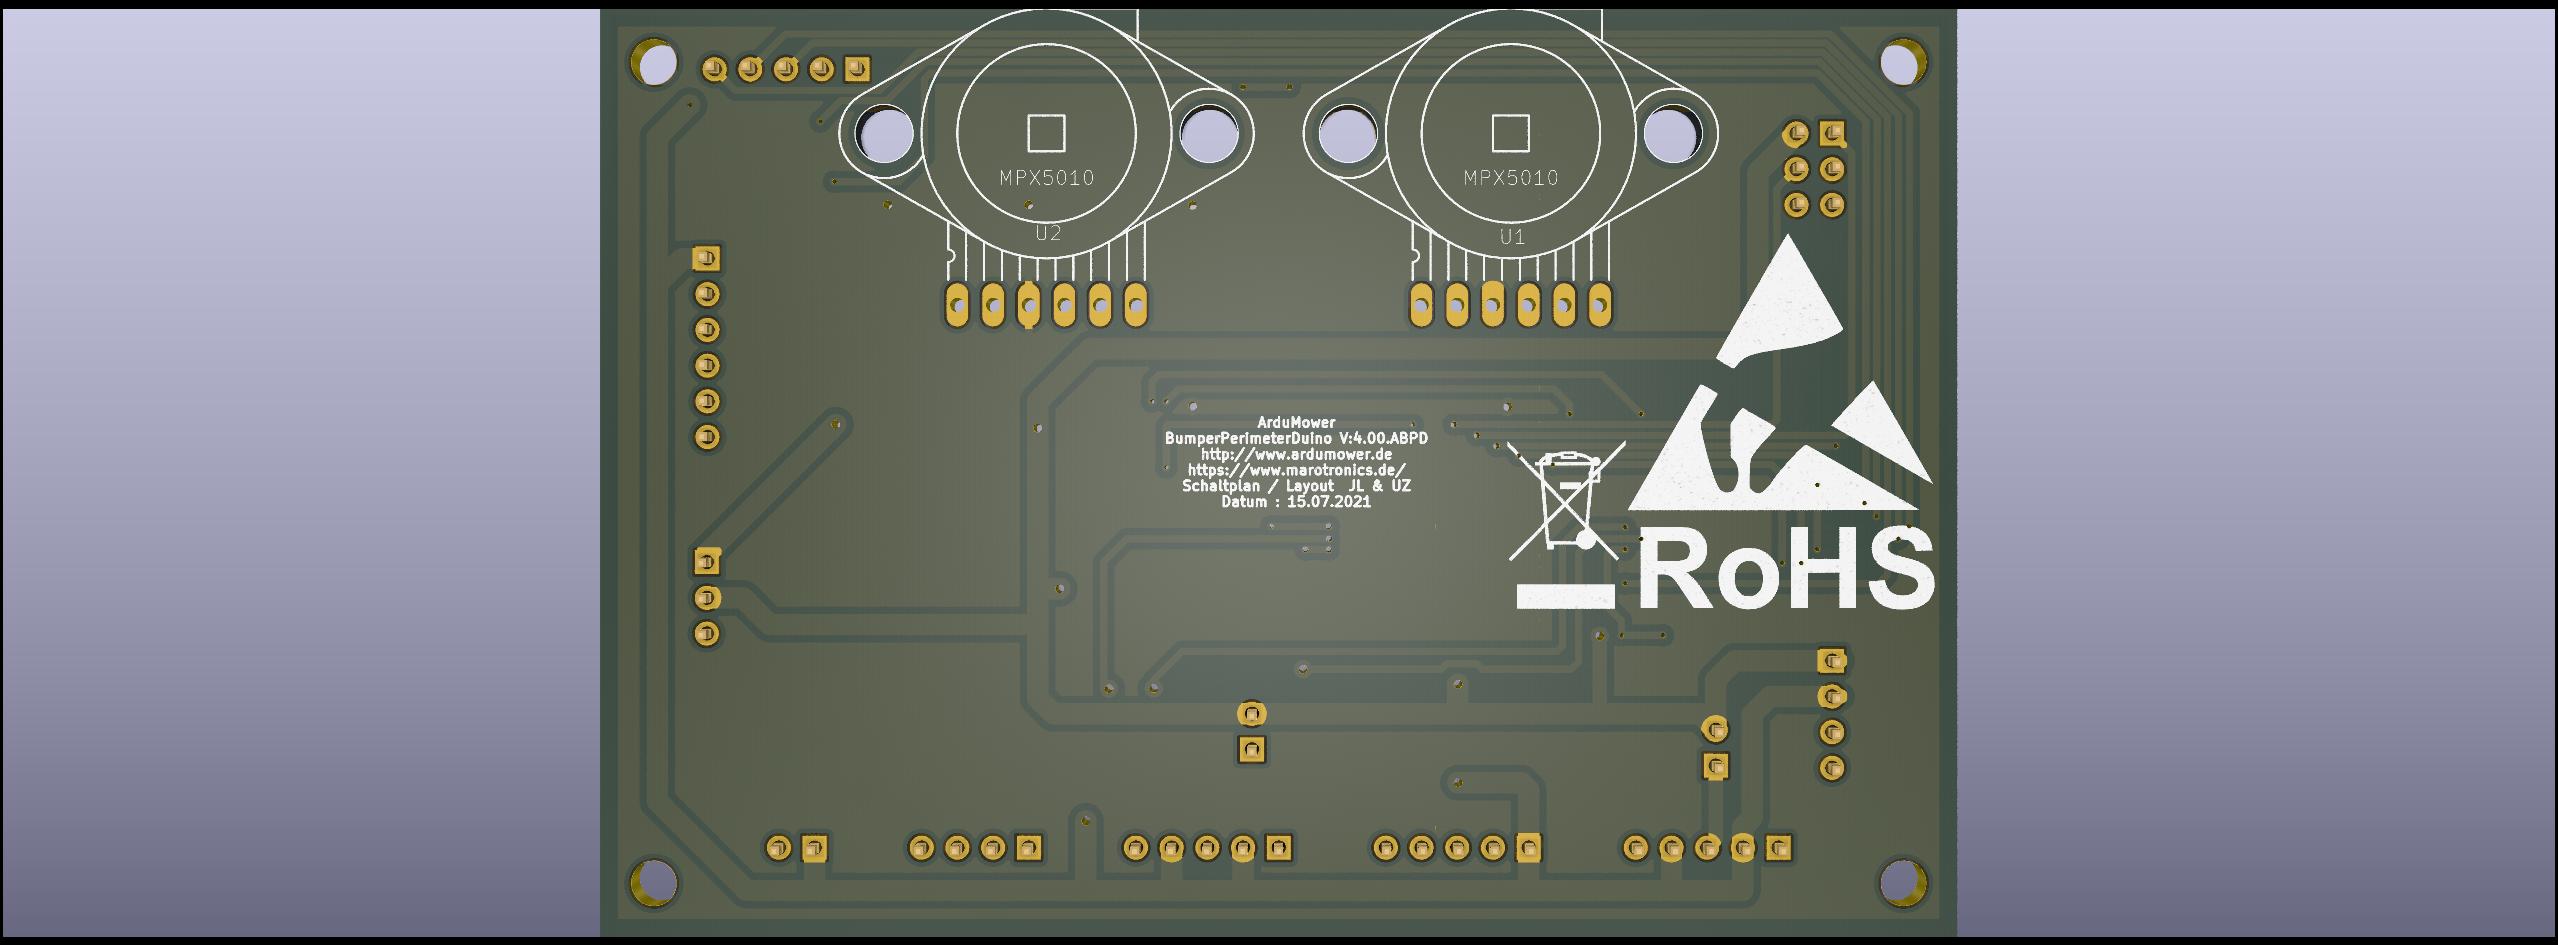 MPX5010
MPX5010
U2
U1
ArduMower
BumperPerimeterDuino V:4.00.ABPD
http://www.ardumower.de
https://www.marotronics.de/
Schaltplan / Layout JL & UZ
Datum : 15.07.2021
RoHS